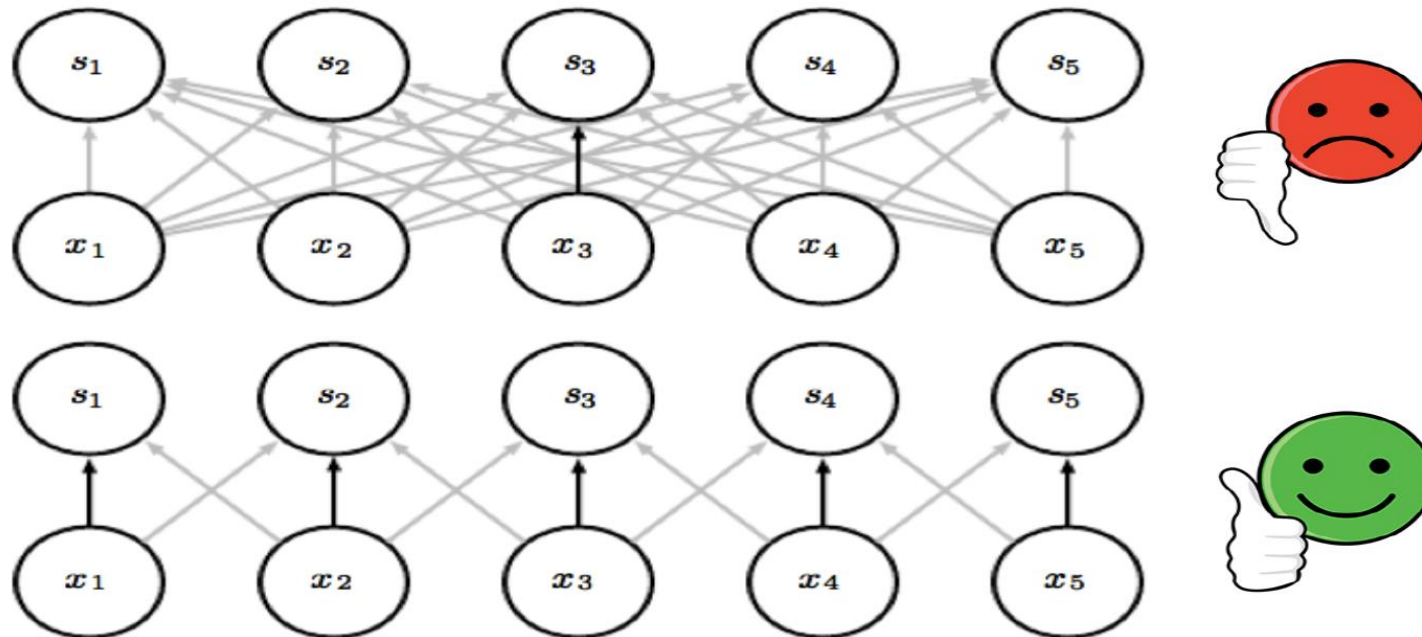 s₁ s₂ s₃ s₄ s₅
x₁ x₂ x₃ x₄ x₅
s₁ s₂ s₃ s₄ s₅
x₁ x₂ x₃ x₄ x₅